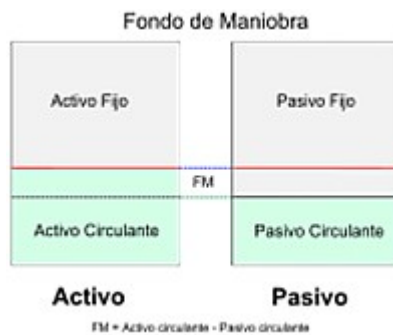 Fondo de Maniobra
Activo Fijo
Pasivo Fijo
FM
Activo Circulante
Pasivo Circulante
Activo
Pasivo
FM = Activo circulante - Pasivo circulante